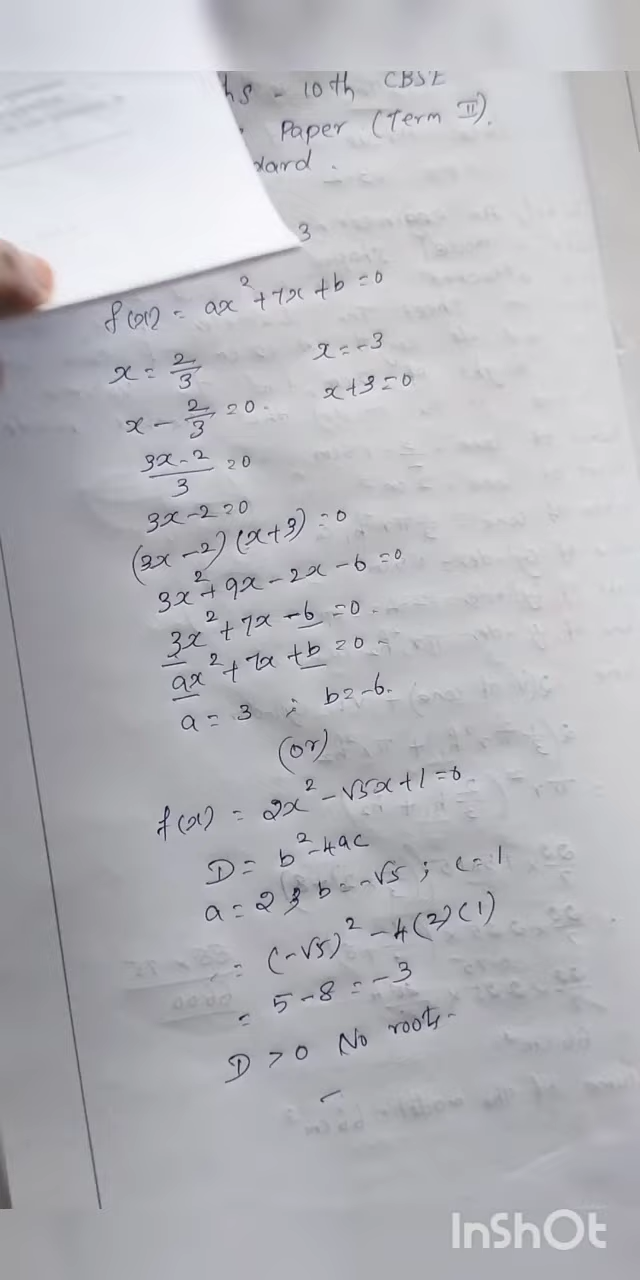 10th CBSE
Paper (Term II).
3
f(x) = ax² + 7x + b = 0
x = 2/3 x = -3
x - 2/3 = 0. x + 3 = 0
3x - 2/3 = 0
3x - 2 = 0
(3x - 2) (x + 3) = 0
3x² + 9x - 2x - 6 = 0
3x² + 7x - 6 = 0.
ax² + 7x + b = 0
a = 3 ; b = -6.
(or)
f(x) = 2x² - √5x + 1 = 0.
D = b² - 4ac
a = 2 ; b = -√5 ; c = 1
= (-√5)² - 4(2)(1)
= 5 - 8 = -3
D > 0 No roots.
InShOt